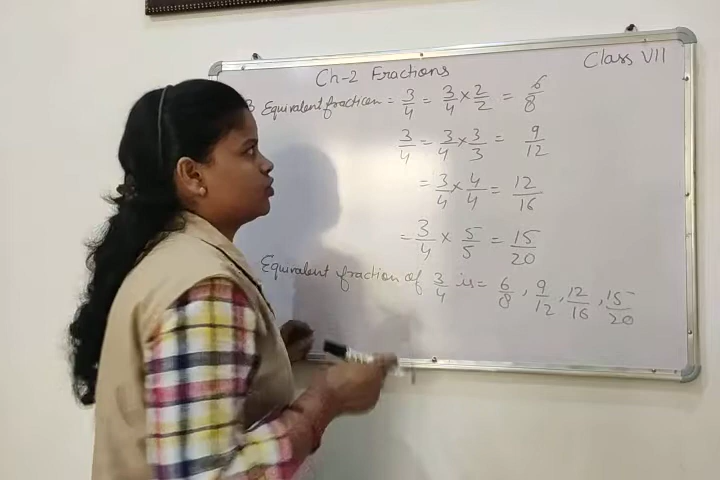 Ch-2 Fractions
Class VII
3 Equivalent fraction = 3/4 = 3/4 × 2/2 = 6/8
3/4 = 3/4 × 3/3 = 9/12
= 3/4 × 4/4 = 12/16
= 3/4 × 5/5 = 15/20
Equivalent fraction of 3/4 is = 6/8, 9/12, 12/16, 15/20